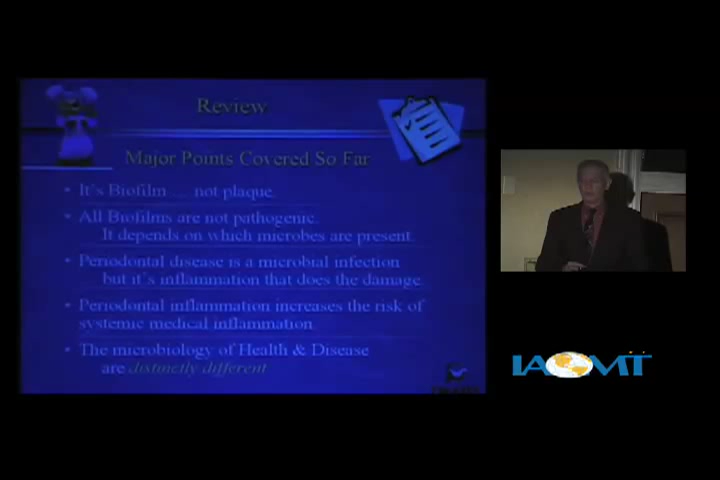 Review
Major Points Covered So Far
• It's Biofilm .... not plaque.
• All Biofilms are not pathogenic.
It depends on which microbes are present.
• Periodontal disease is a microbial infection
but it's inflammation that does the damage.
• Periodontal inflammation increases the risk of
systemic medical inflammation.
• The microbiology of Health & Disease
are distinctly different
IAOMT